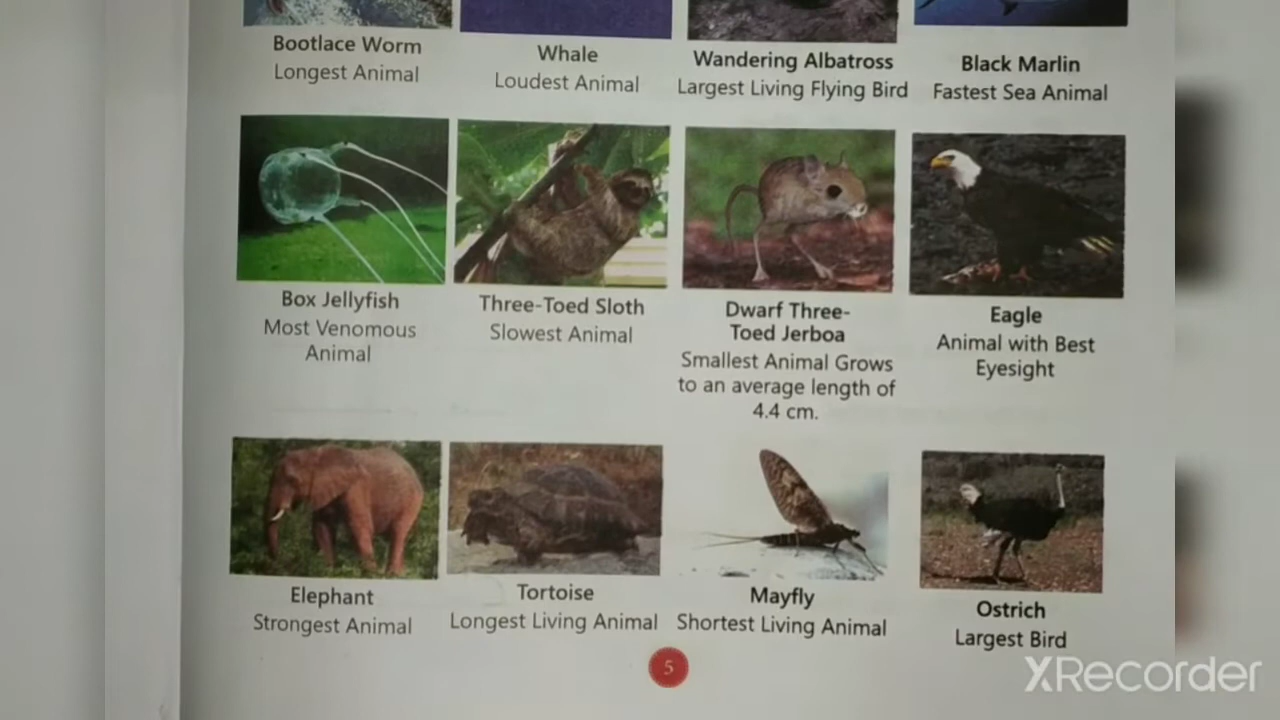 Bootlace Worm
Longest Animal
Whale
Loudest Animal
Wandering Albatross
Largest Living Flying Bird
Black Marlin
Fastest Sea Animal
Box Jellyfish
Most Venomous
Animal
Three-Toed Sloth
Slowest Animal
Dwarf Three-
Toed Jerboa
Smallest Animal Grows
to an average length of
4.4 cm.
Eagle
Animal with Best
Eyesight
Elephant
Strongest Animal
Tortoise
Longest Living Animal
Mayfly
Shortest Living Animal
Ostrich
Largest Bird
5
XRecorder